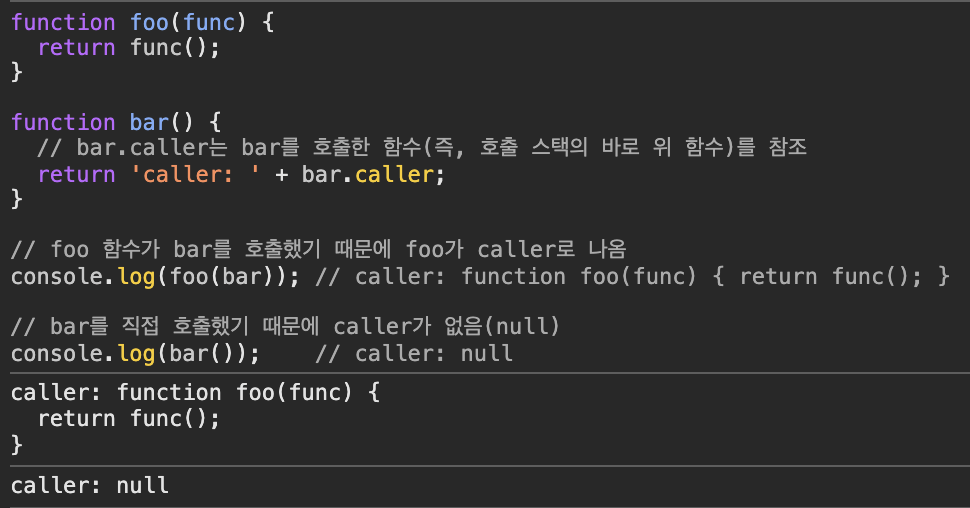 function foo(func) {
  return func();
}

function bar() {
  // bar.caller는 bar를 호출한 함수(즉, 호출 스택의 바로 위 함수)를 참조
  return 'caller: ' + bar.caller;
}

// foo 함수가 bar를 호출했기 때문에 foo가 caller로 나옴
console.log(foo(bar)); // caller: function foo(func) { return func(); }

// bar를 직접 호출했기 때문에 caller가 없음(null)
console.log(bar());    // caller: null
caller: function foo(func) {
  return func();
}
caller: null